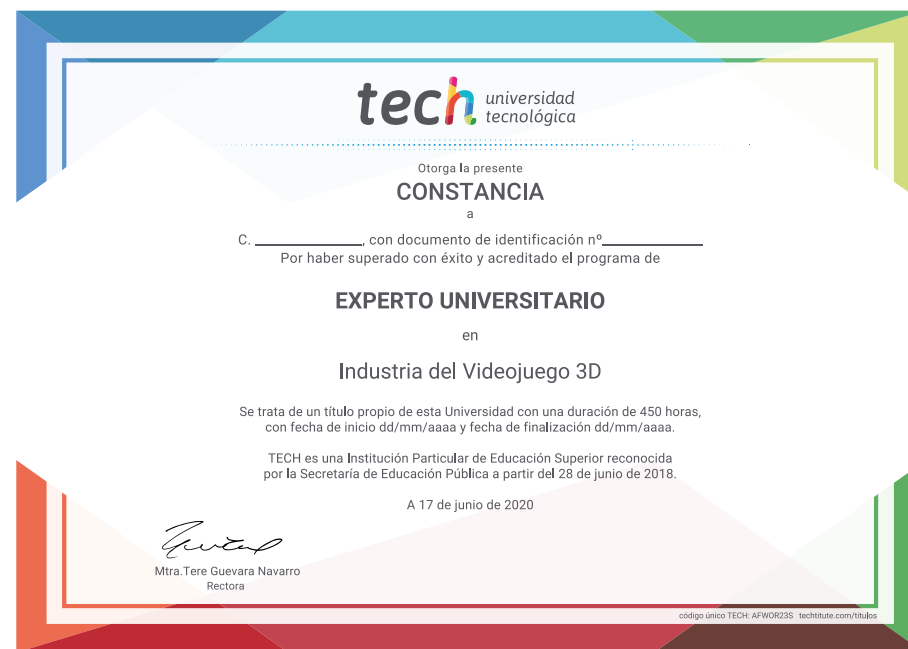 tech universidad
tecnológica
Otorga la presente
CONSTANCIA
a
C. ______________, con documento de identificación nº_____________
Por haber superado con éxito y acreditado el programa de
EXPERTO UNIVERSITARIO
en
Industria del Videojuego 3D
Se trata de un título propio de esta Universidad con una duración de 450 horas,
con fecha de inicio dd/mm/aaaa y fecha de finalización dd/mm/aaaa.
TECH es una Institución Particular de Educación Superior reconocida
por la Secretaría de Educación Pública a partir del 28 de junio de 2018.
A 17 de junio de 2020
Mtra.Tere Guevara Navarro
Rectora
código único TECH: AFWOR23S techtitute.com/titulos